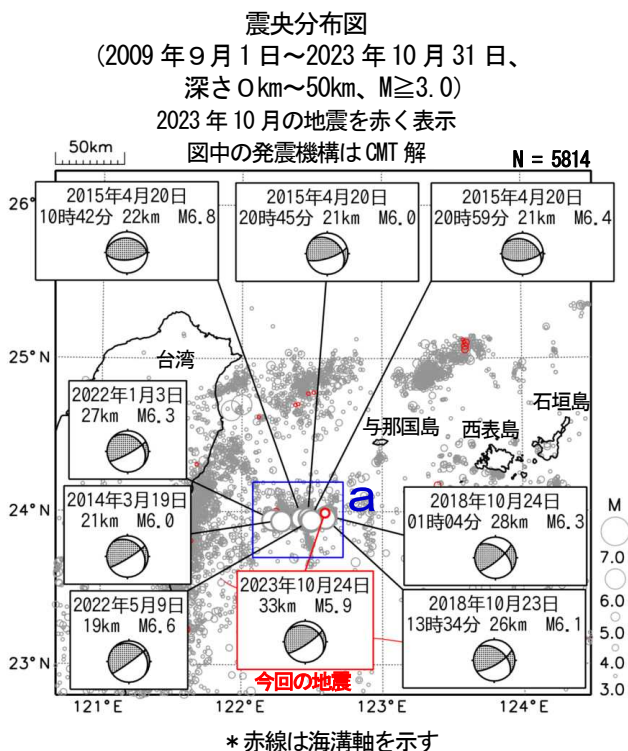 震央分布図
(2009年９月1日～2023年10月31日、
深さ０km～50km、M≧3.0)
2023年10月の地震を赤く表示
図中の発震機構はCMT解
50km
N = 5814
2015年4月20日
10時42分 22km M6.8
2015年4月20日
20時45分 21km M6.0
2015年4月20日
20時59分 21km M6.4
26°
25° N
24° N
23° N
台湾
与那国島
西表島
石垣島
2022年1月3日
27km M6.3
a
2014年3月19日
21km M6.0
2018年10月24日
01時04分 28km M6.3
2022年5月9日
19km M6.6
2023年10月24日
33km M5.9
今回の地震
2018年10月23日
13時34分 26km M6.1
M
7.0
6.0
5.0
4.0
3.0
121°E
122°E
123°E
124°E
＊赤線は海溝軸を示す